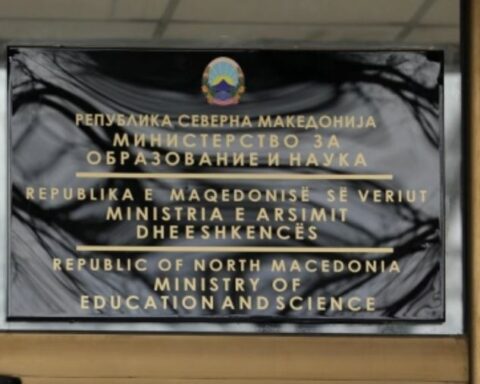 РЕПУБЛИКА СЕВЕРНА МАКЕДОНИЈА
МИНИСТЕРСТВО ЗА
ОБРАЗОВАНИЕ И НАУКА
REPUBLIKA E MAQEDONISË SË VERIUT
MINISTRIA E ARSIMIT
DHE ESHKENCËS
REPUBLIC OF NORTH MACEDONIA
MINISTRY OF
EDUCATION AND SCIENCE